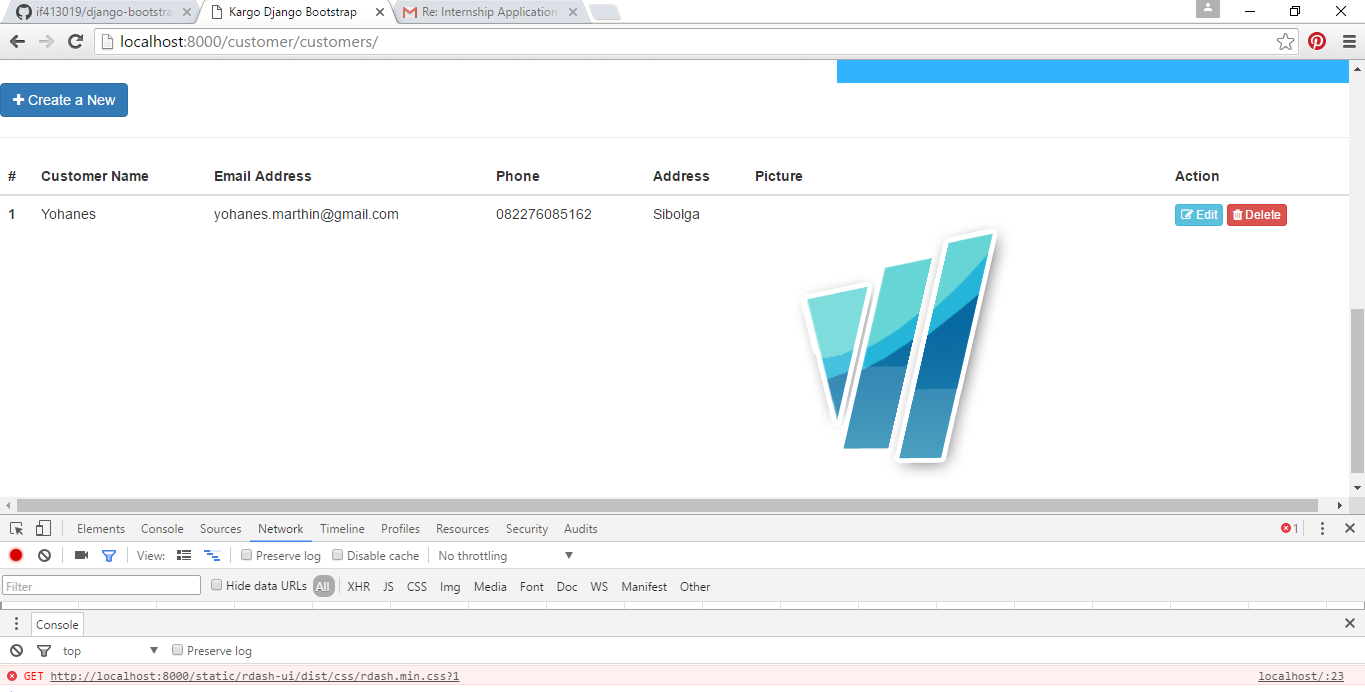 if413019/django-bootstra
Kargo Django Bootstrap
Re: Internship Application
localhost:8000/customer/customers/
Create a New
# Customer Name Email Address Phone Address Picture Action
1 Yohanes yohanes.marthin@gmail.com 082276085162 Sibolga Edit Delete
Elements Console Sources Network Timeline Profiles Resources Security Audits 1
View: Preserve log Disable cache No throttling
Filter Hide data URLs All XHR JS CSS Img Media Font Doc WS Manifest Other
Console
top Preserve log
GET http://localhost:8000/static/rdash-ui/dist/css/rdash.min.css?1 localhost/:23